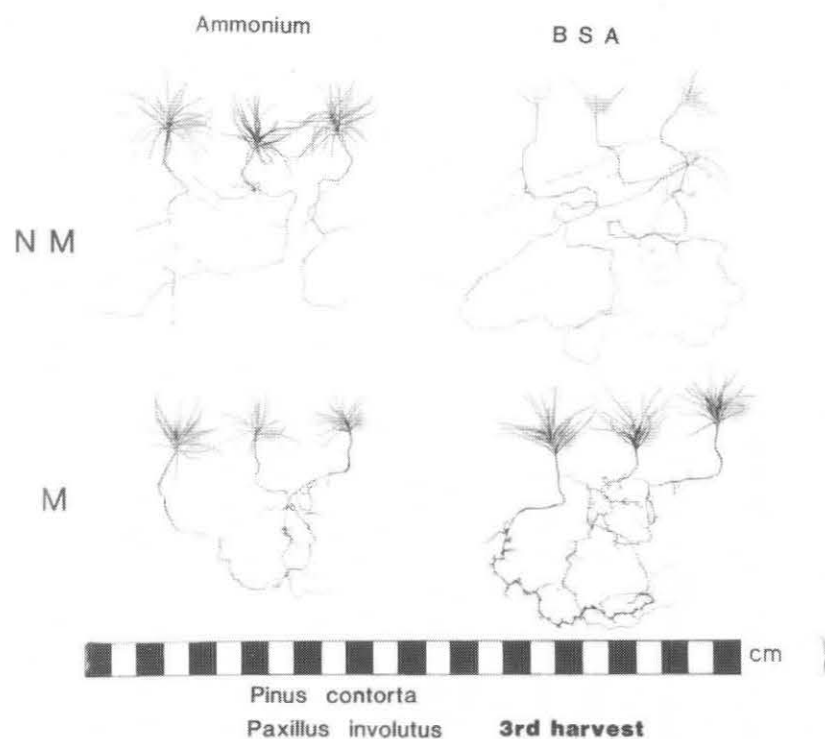 Ammonium
B S A
N M
M
cm
Pinus contorta
Paxillus involutus 3rd harvest